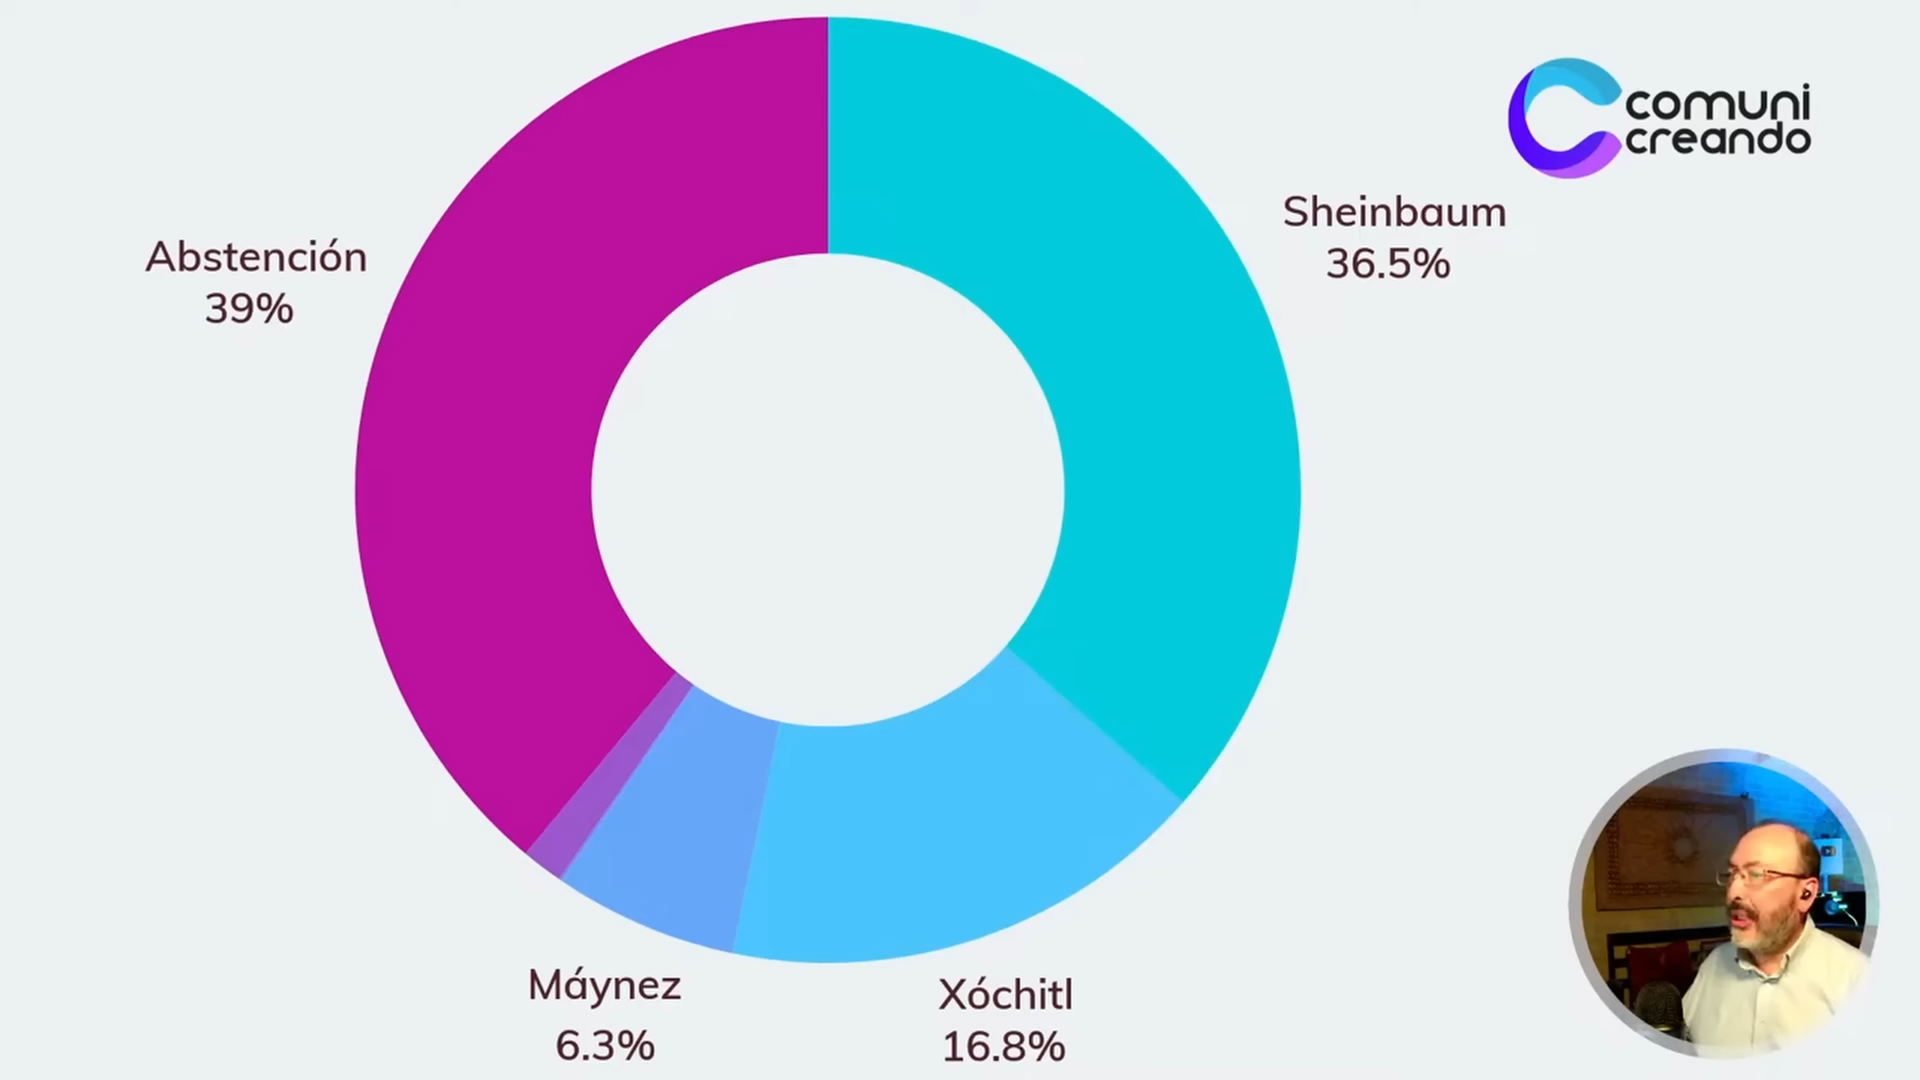 comuni
creando
Sheinbaum
36.5%
Abstención
39%
Máynez
6.3%
Xóchitl
16.8%